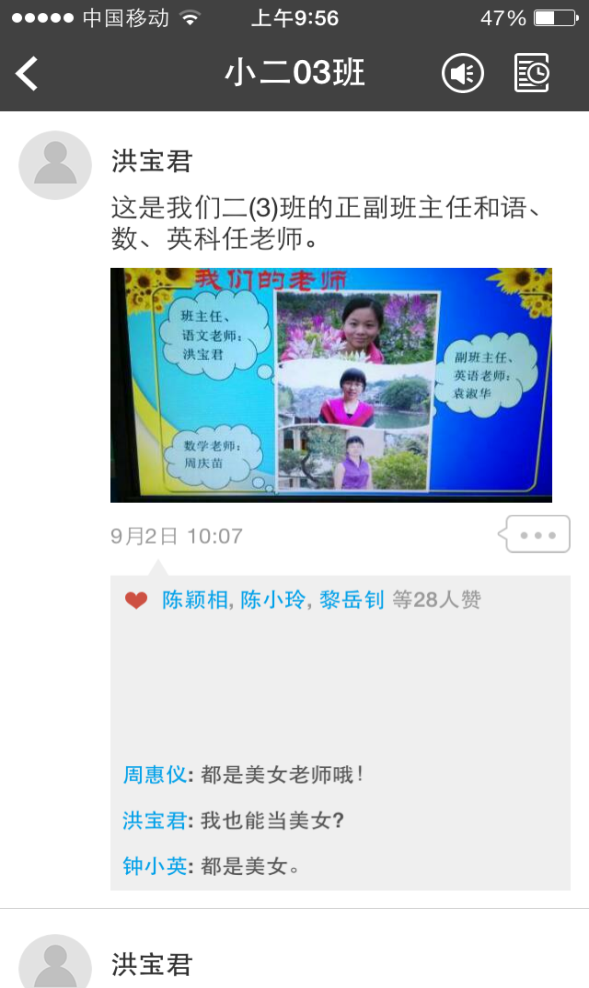 中国移动 上午9:56 47%
小二03班
洪宝君
这是我们二(3)班的正副班主任和语、
数、英科任老师。
我们的老师
班主任、
语文老师:
洪宝君
副班主任、
英语老师:
袁淑华
数学老师:
周庆苗
9月2日 10:07
陈颖相, 陈小玲, 黎岳钊 等28人赞
周惠仪: 都是美女老师哦!
洪宝君: 我也能当美女?
钟小英: 都是美女。
洪宝君